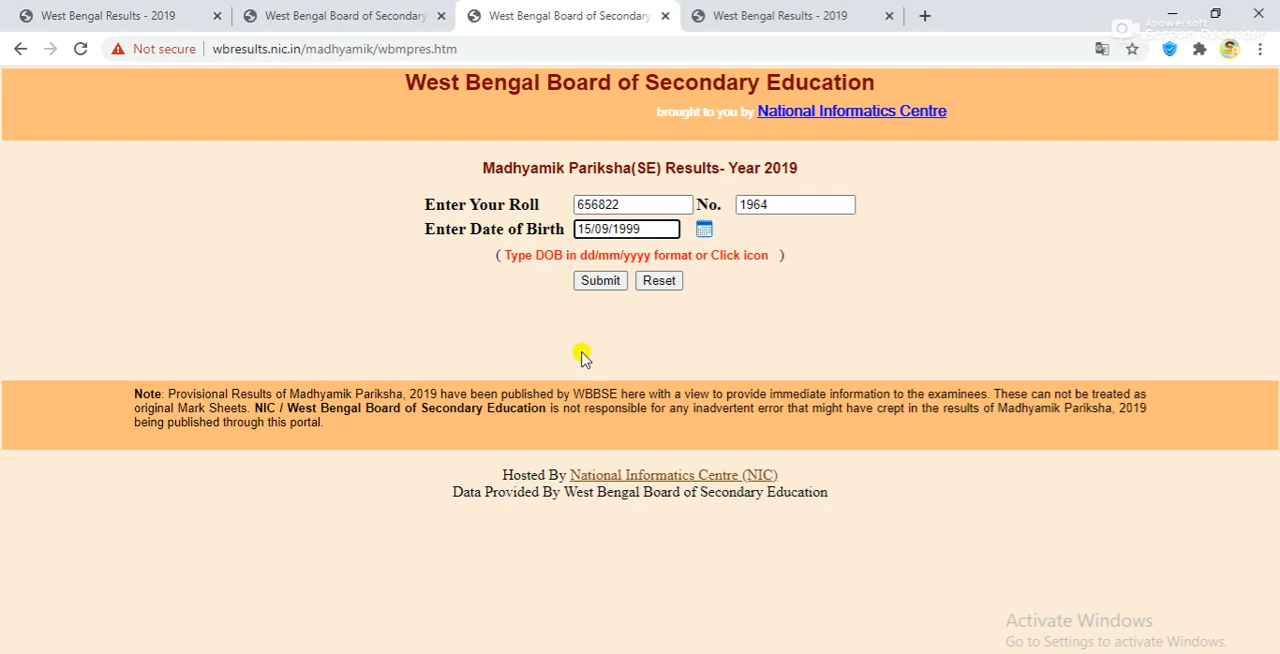 West Bengal Results - 2019
West Bengal Board of Secondary
West Bengal Board of Secondary
West Bengal Results - 2019
Apowersoft
Screen Recorder
Not secure
wbresults.nic.in/madhyamik/wbmpres.htm
West Bengal Board of Secondary Education
brought to you by National Informatics Centre
Madhyamik Pariksha(SE) Results- Year 2019
Enter Your Roll 656822 No. 1964
Enter Date of Birth 15/09/1999
( Type DOB in dd/mm/yyyy format or Click icon )
Submit Reset
Note: Provisional Results of Madhyamik Pariksha, 2019 have been published by WBBSE here with a view to provide immediate information to the examinees. These can not be treated as
original Mark Sheets. NIC / West Bengal Board of Secondary Education is not responsible for any inadvertent error that might have crept in the results of Madhyamik Pariksha, 2019
being published through this portal.
Hosted By National Informatics Centre (NIC)
Data Provided By West Bengal Board of Secondary Education
Activate Windows
Go to Settings to activate Windows.